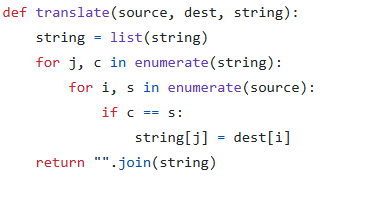 def translate(source, dest, string):
    string = list(string)
    for j, c in enumerate(string):
        for i, s in enumerate(source):
            if c == s:
                string[j] = dest[i]
    return "".join(string)